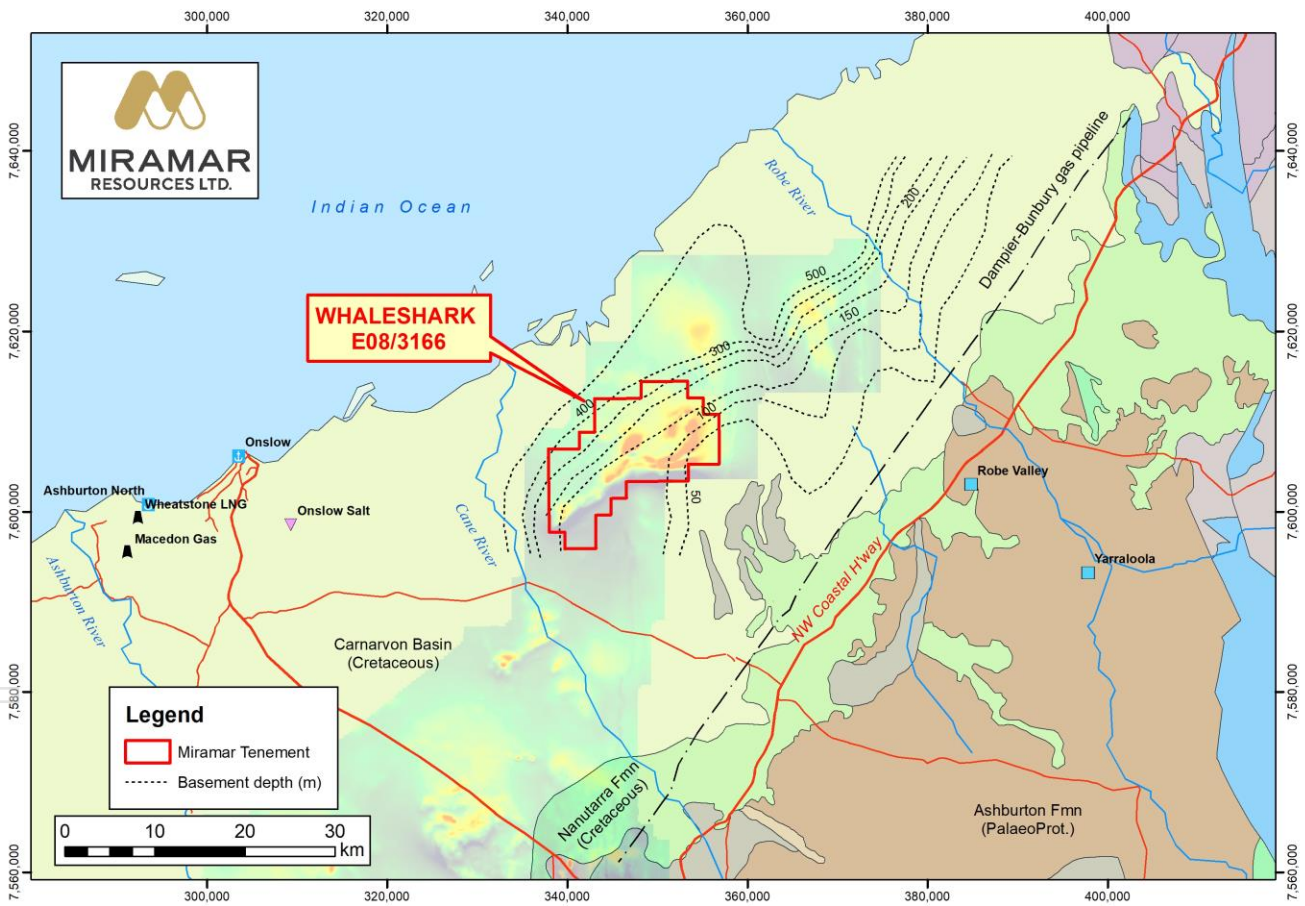 300,000
320,000
340,000
360,000
380,000
400,000
7,640,000
7,640,000
MIRAMAR
RESOURCES LTD.
Indian Ocean
Robe River
200
Dampier-Bunbury gas pipeline
500
150
WHALESHARK
E08/3166
7,620,000
7,620,000
300
400
100
Onslow
Robe Valley
50
Ashburton North
Wheatstone LNG
Onslow Salt
7,600,000
7,600,000
Macedon Gas
Cane River
Ashburton River
NW Coastal H'way
Yarraloola
Carnarvon Basin
(Cretaceous)
7,580,000
7,580,000
Legend
Miramar Tenement
Basement depth (m)
Nanutarra Fmn
(Cretaceous)
Ashburton Fmn
(PalaeoProt.)
0 10 20 30
km
7,560,000
7,560,000
300,000
320,000
340,000
360,000
380,000
400,000